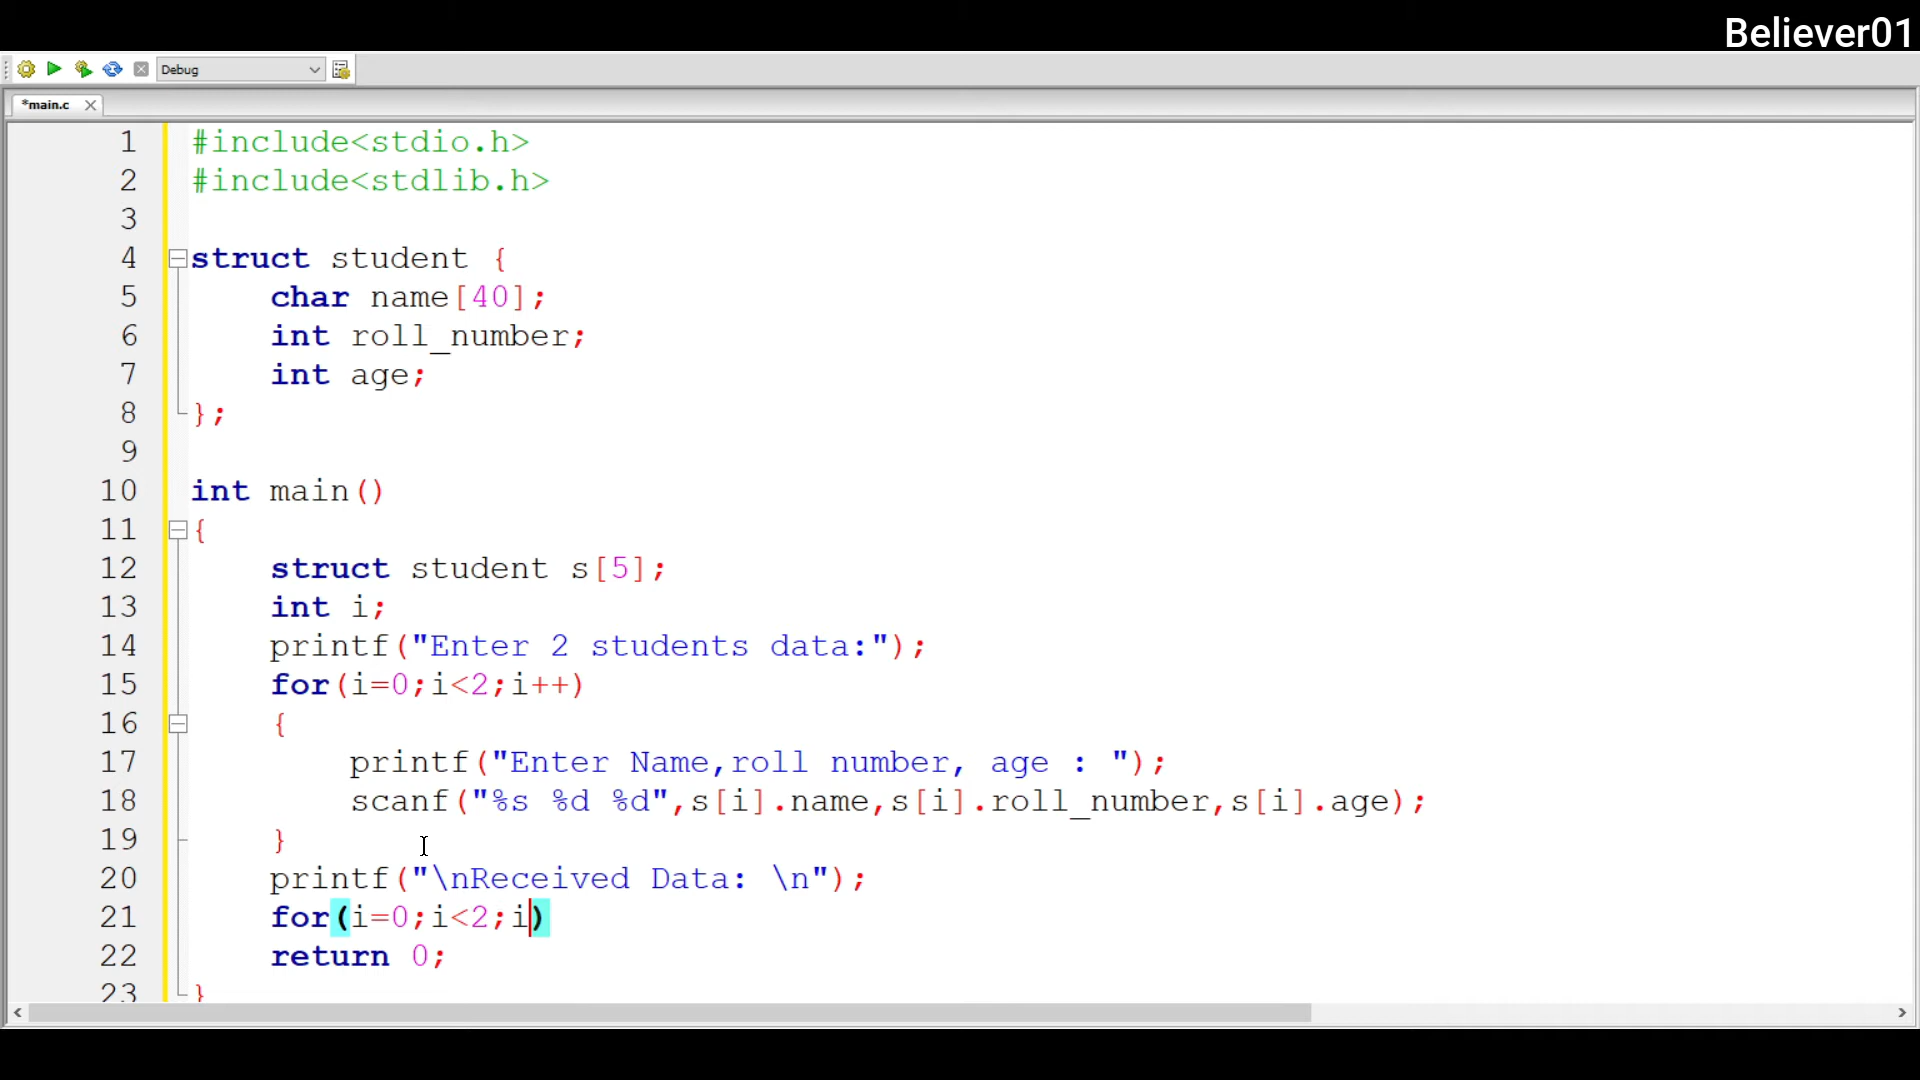 Believer01
Debug
*main.c
1 #include<stdio.h>
2 #include<stdlib.h>
3
4 struct student {
5 char name[40];
6 int roll_number;
7 int age;
8 };
9
10 int main()
11 {
12 struct student s[5];
13 int i;
14 printf("Enter 2 students data:");
15 for(i=0;i<2;i++)
16 {
17 printf("Enter Name,roll number, age : ");
18 scanf("%s %d %d",s[i].name,s[i].roll_number,s[i].age);
19 }
20 printf("\nReceived Data: \n");
21 for(i=0;i<2;i)
22 return 0;
23 }